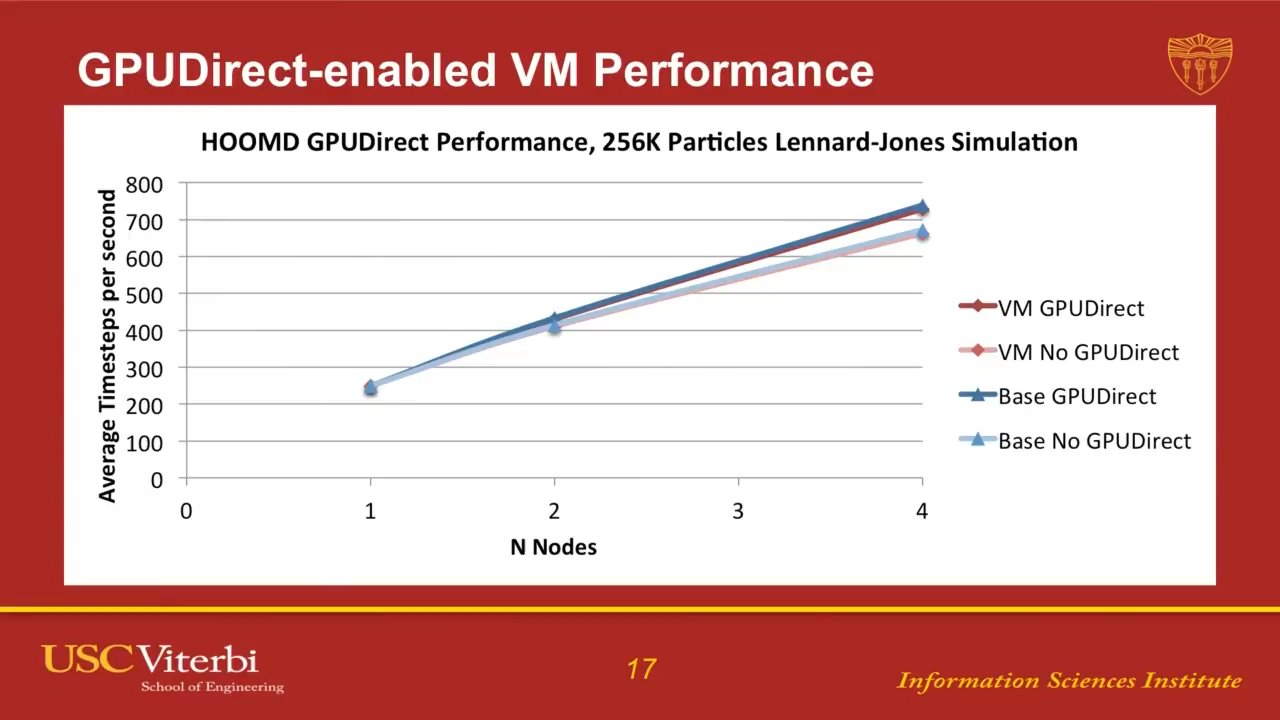 GPUDirect-enabled VM Performance
HOOMD GPUDirect Performance, 256K Particles Lennard-Jones Simulation
Average Timesteps per second
800
700
600
500
400
300
200
100
0
0 1 2 3 4
N Nodes
VM GPUDirect
VM No GPUDirect
Base GPUDirect
Base No GPUDirect
USC Viterbi
School of Engineering
17
Information Sciences Institute